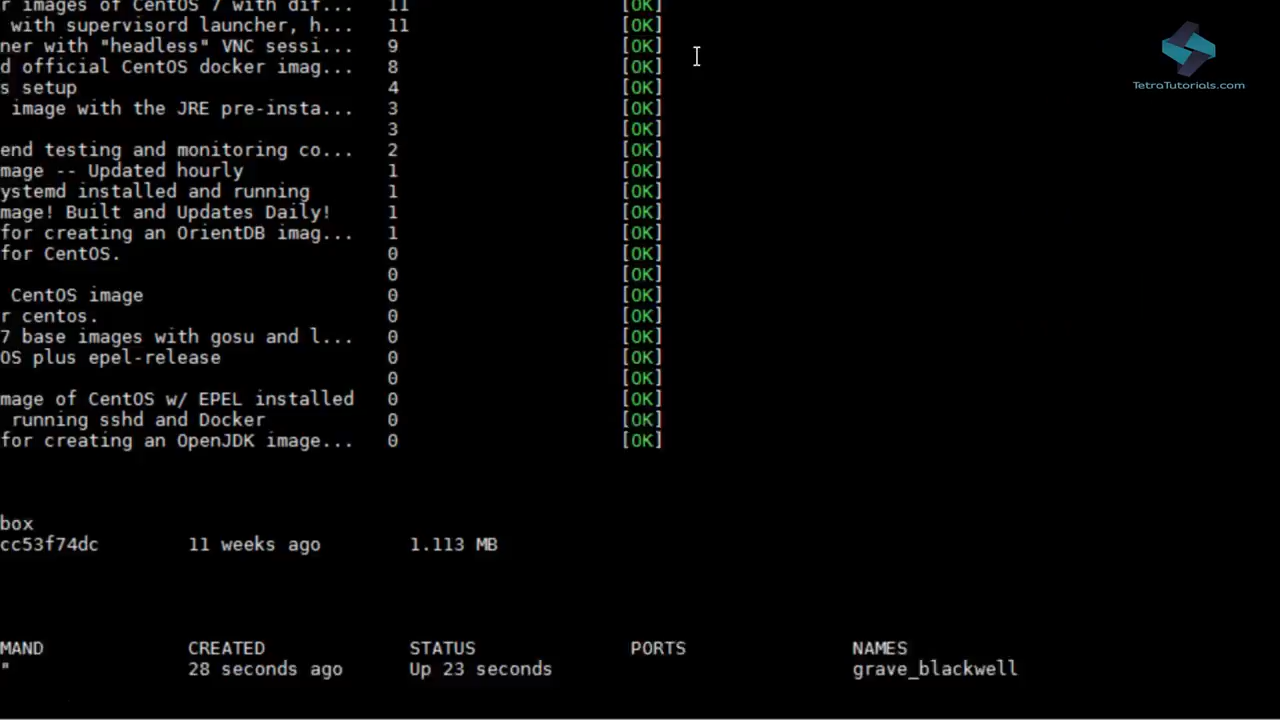 r images of CentOS 7 with dif... 11 [OK]
with supervisord launcher, h... 11 [OK]
ner with "headless" VNC sessi... 9 [OK]
d official CentOS docker imag... 8 [OK]
s setup 4 [OK]
image with the JRE pre-insta... 3 [OK]
3 [OK]
end testing and monitoring co... 2 [OK]
mage -- Updated hourly 1 [OK]
ystemd installed and running 1 [OK]
mage! Built and Updates Daily! 1 [OK]
for creating an OrientDB imag... 1 [OK]
for CentOS. 0 [OK]
0 [OK]
CentOS image 0 [OK]
r centos. 0 [OK]
7 base images with gosu and l... 0 [OK]
OS plus epel-release 0 [OK]
0 [OK]
mage of CentOS w/ EPEL installed 0 [OK]
running sshd and Docker 0 [OK]
for creating an OpenJDK image... 0 [OK]
box
cc53f74dc 11 weeks ago 1.113 MB
MAND CREATED STATUS PORTS NAMES
" 28 seconds ago Up 23 seconds grave_blackwell
TetraTutorials.com